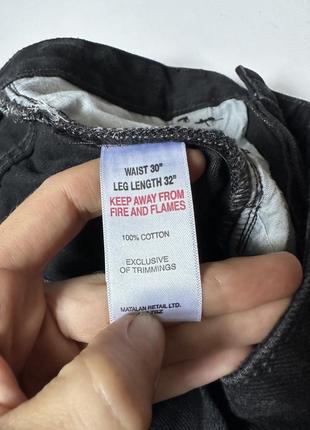 WAIST 30"
LEG LENGTH 32"
KEEP AWAY FROM
FIRE AND FLAMES
100% COTTON
EXCLUSIVE
OF TRIMMINGS
MATALAN RETAIL LTD.